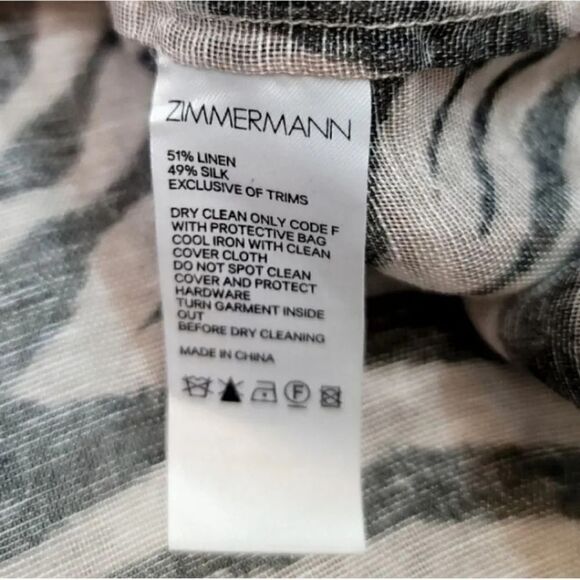 ZIMMERMANN
51% LINEN
49% SILK
EXCLUSIVE OF TRIMS
DRY CLEAN ONLY CODE F
WITH PROTECTIVE BAG
COOL IRON WITH CLEAN
COVER CLOTH
DO NOT SPOT CLEAN
COVER AND PROTECT
HARDWARE
TURN GARMENT INSIDE
OUT
BEFORE DRY CLEANING
MADE IN CHINA
F